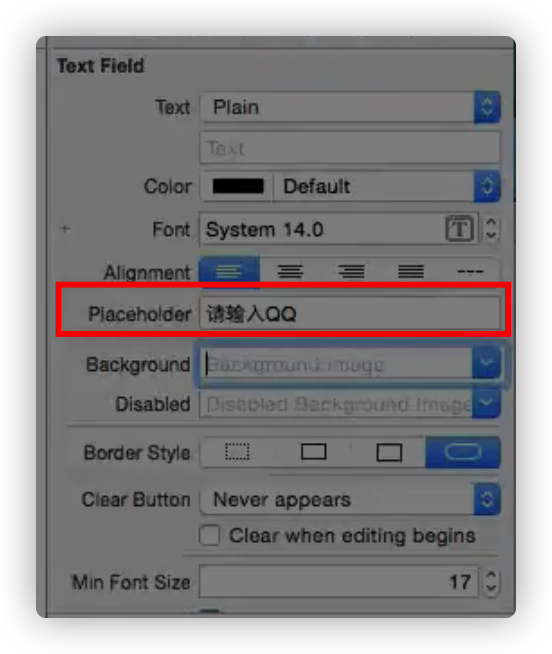 Text Field
Text Plain
Text
Color Default
+ Font System 14.0 T
Alignment ---
Placeholder 请输入QQ
Background Background Image
Disabled Disabled Background Image
Border Style
Clear Button Never appears
Clear when editing begins
Min Font Size 17